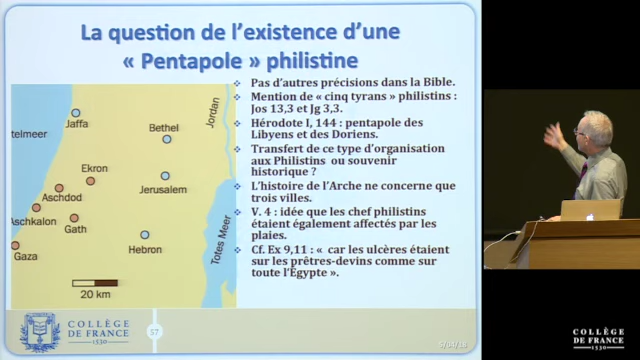 La question de l'existence d'une
« Pentapole » philistine
Pas d'autres précisions dans la Bible.
Mention de « cinq tyrans » philistins :
Jos 13,3 et Jg 3,3.
Hérodote I, 144 : pentapole des
Libyens et des Doriens.
Transfert de ce type d'organisation
aux Philistins ou souvenir
historique ?
L'histoire de l'Arche ne concerne que
trois villes.
V. 4 : idée que les chef philistins
étaient également affectés par les
plaies.
Cf. Ex 9,11 : « car les ulcères étaient
sur les prêtres-devins comme sur
toute l'Égypte ».
telmeer
Jaffa
Jordan
Bethel
Ekron
Jerusalem
Aschdod
Aschkalon
Gath
Hebron
Gaza
Totes Meer
20 km
COLLÈGE
DE FRANCE
1530
57
5/04/16
COLLÈGE
DE FRANCE
1530